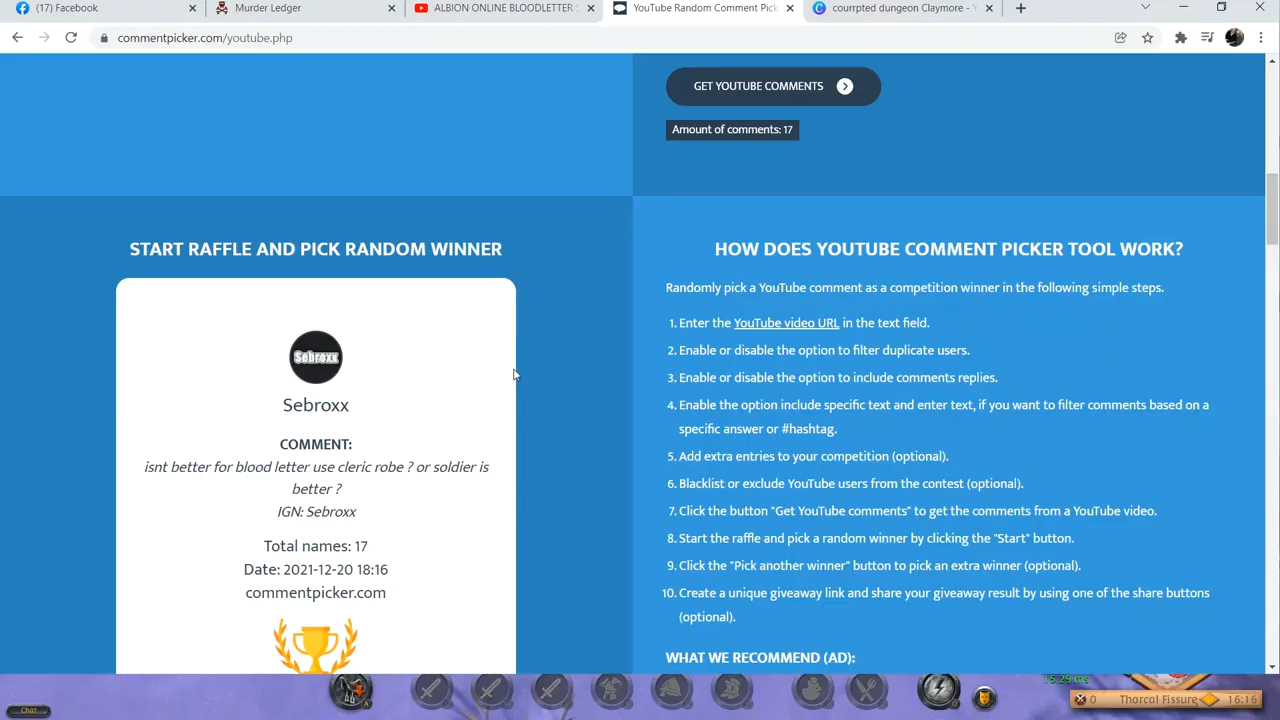 (17) Facebook
Murder Ledger
ALBION ONLINE BLOODLETTER
YouTube Random Comment Pick
courrpted dungeon Claymore -
commentpicker.com/youtube.php
GET YOUTUBE COMMENTS
Amount of comments: 17
START RAFFLE AND PICK RANDOM WINNER
Sebroxx
Sebroxx
COMMENT:
isnt better for blood letter use cleric robe ? or soldier is
better ?
IGN: Sebroxx
Total names: 17
Date: 2021-12-20 18:16
commentpicker.com
HOW DOES YOUTUBE COMMENT PICKER TOOL WORK?
Randomly pick a YouTube comment as a competition winner in the following simple steps.
1. Enter the YouTube video URL in the text field.
2. Enable or disable the option to filter duplicate users.
3. Enable or disable the option to include comments replies.
4. Enable the option include specific text and enter text, if you want to filter comments based on a
specific answer or #hashtag.
5. Add extra entries to your competition (optional).
6. Blacklist or exclude YouTube users from the contest (optional).
7. Click the button "Get YouTube comments" to get the comments from a YouTube video.
8. Start the raffle and pick a random winner by clicking the "Start" button.
9. Click the "Pick another winner" button to pick an extra winner (optional).
10. Create a unique giveaway link and share your giveaway result by using one of the share buttons
(optional).
WHAT WE RECOMMEND (AD):
15.29 ms
Chat
A
0 Tharcal Fissure 16:16